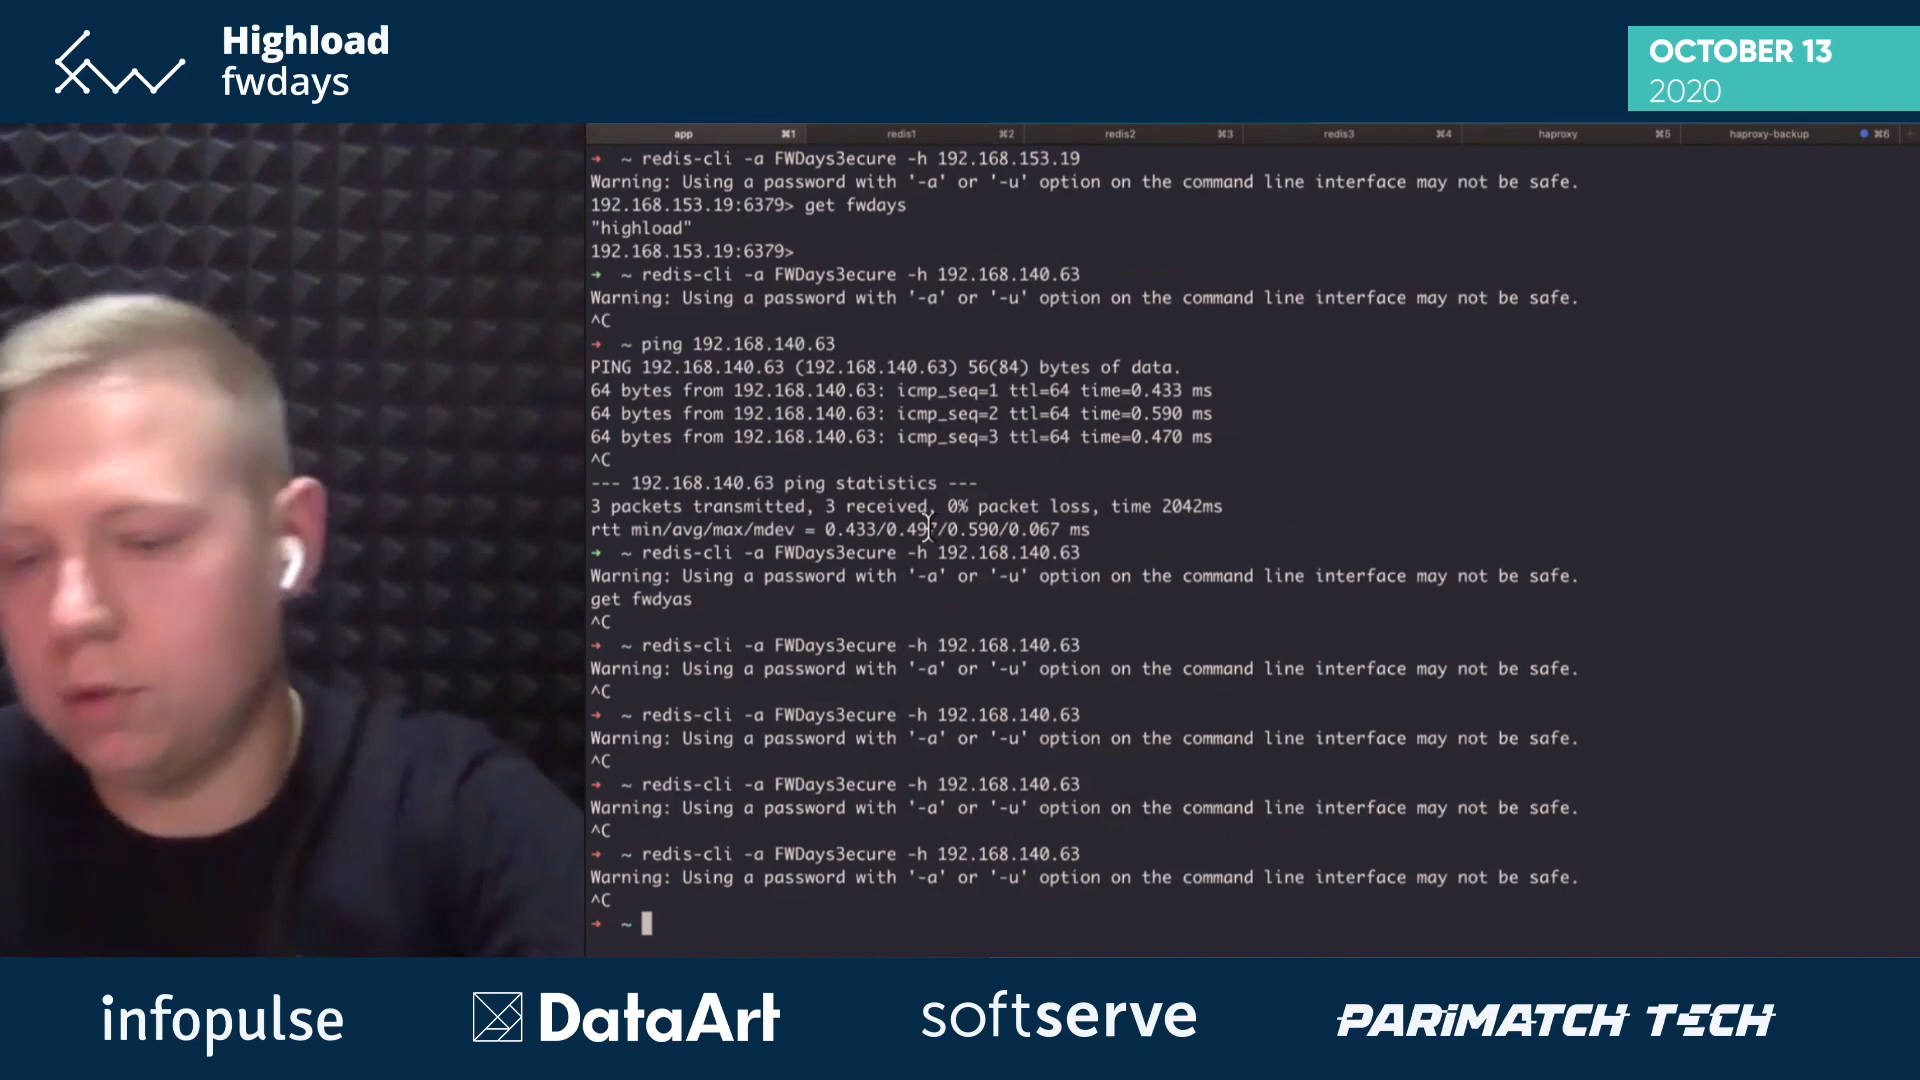 Highload
fwdays
OCTOBER 13
2020
app ⌘1 redis1 ⌘2 redis2 ⌘3 redis3 ⌘4 haproxy ⌘5 haproxy-backup ⌘6
➜ ~ redis-cli -a FWDays3ecure -h 192.168.153.19
Warning: Using a password with '-a' or '-u' option on the command line interface may not be safe.
192.168.153.19:6379> get fwdays
"highload"
192.168.153.19:6379>
➜ ~ redis-cli -a FWDays3ecure -h 192.168.140.63
Warning: Using a password with '-a' or '-u' option on the command line interface may not be safe.
^C
➜ ~ ping 192.168.140.63
PING 192.168.140.63 (192.168.140.63) 56(84) bytes of data.
64 bytes from 192.168.140.63: icmp_seq=1 ttl=64 time=0.433 ms
64 bytes from 192.168.140.63: icmp_seq=2 ttl=64 time=0.590 ms
64 bytes from 192.168.140.63: icmp_seq=3 ttl=64 time=0.470 ms
^C
--- 192.168.140.63 ping statistics ---
3 packets transmitted, 3 received, 0% packet loss, time 2042ms
rtt min/avg/max/mdev = 0.433/0.497/0.590/0.067 ms
➜ ~ redis-cli -a FWDays3ecure -h 192.168.140.63
Warning: Using a password with '-a' or '-u' option on the command line interface may not be safe.
get fwdyas
^C
➜ ~ redis-cli -a FWDays3ecure -h 192.168.140.63
Warning: Using a password with '-a' or '-u' option on the command line interface may not be safe.
^C
➜ ~ redis-cli -a FWDays3ecure -h 192.168.140.63
Warning: Using a password with '-a' or '-u' option on the command line interface may not be safe.
^C
➜ ~ redis-cli -a FWDays3ecure -h 192.168.140.63
Warning: Using a password with '-a' or '-u' option on the command line interface may not be safe.
^C
➜ ~ redis-cli -a FWDays3ecure -h 192.168.140.63
Warning: Using a password with '-a' or '-u' option on the command line interface may not be safe.
^C
➜ ~
infopulse DataArt softserve PARIMATCH TECH